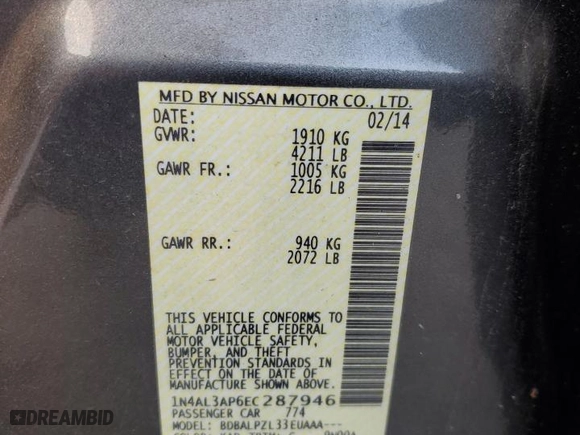 MFD BY NISSAN MOTOR CO., LTD.
DATE: 02/14
GVWR: 1910 KG
4211 LB
GAWR FR.: 1005 KG
2216 LB
GAWR RR.: 940 KG
2072 LB
THIS VEHICLE CONFORMS TO
ALL APPLICABLE FEDERAL
MOTOR VEHICLE SAFETY,
BUMPER, AND THEFT
PREVENTION STANDARDS IN
EFFECT ON THE DATE OF
MANUFACTURE SHOWN ABOVE.
1N4AL3AP6EC287946
PASSENGER CAR 774
MODEL: BDBALPZL33EUAAA---
DREAMBID
DREAMBID